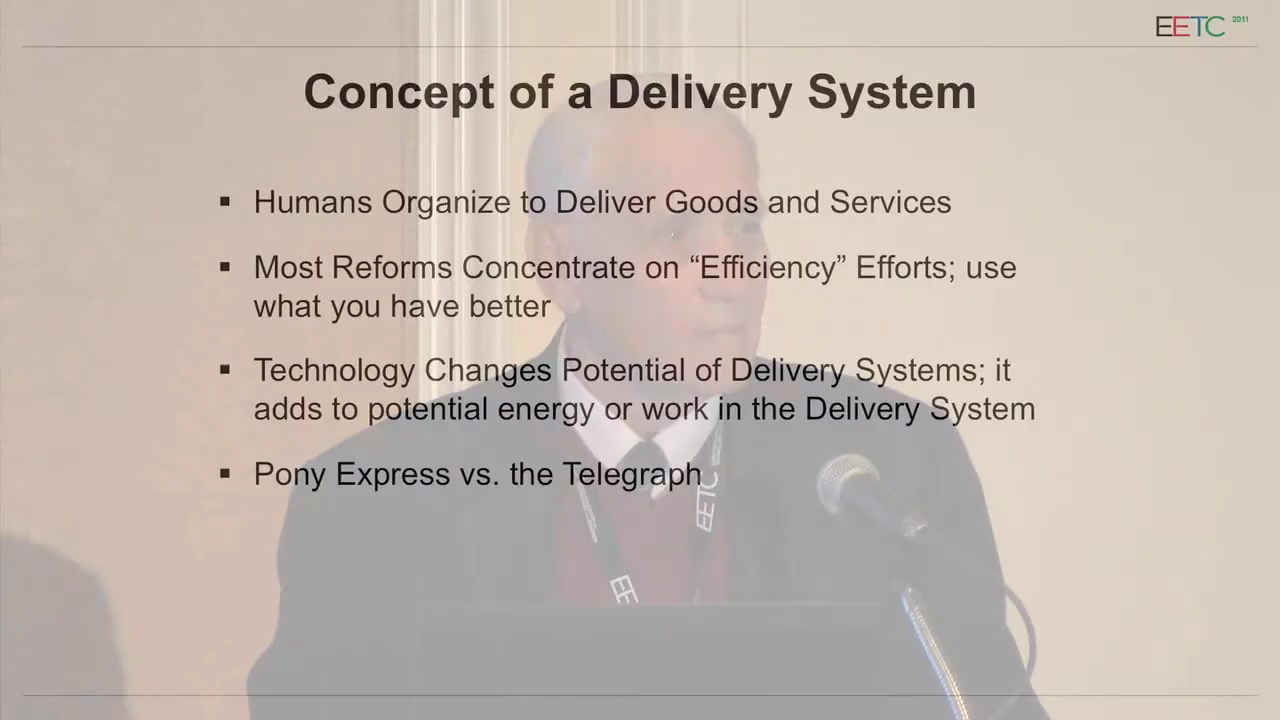 EETC 2011
Concept of a Delivery System
▪ Humans Organize to Deliver Goods and Services
▪ Most Reforms Concentrate on “Efficiency” Efforts; use
what you have better
▪ Technology Changes Potential of Delivery Systems; it
adds to potential energy or work in the Delivery System
▪ Pony Express vs. the Telegraph
EETC
EE